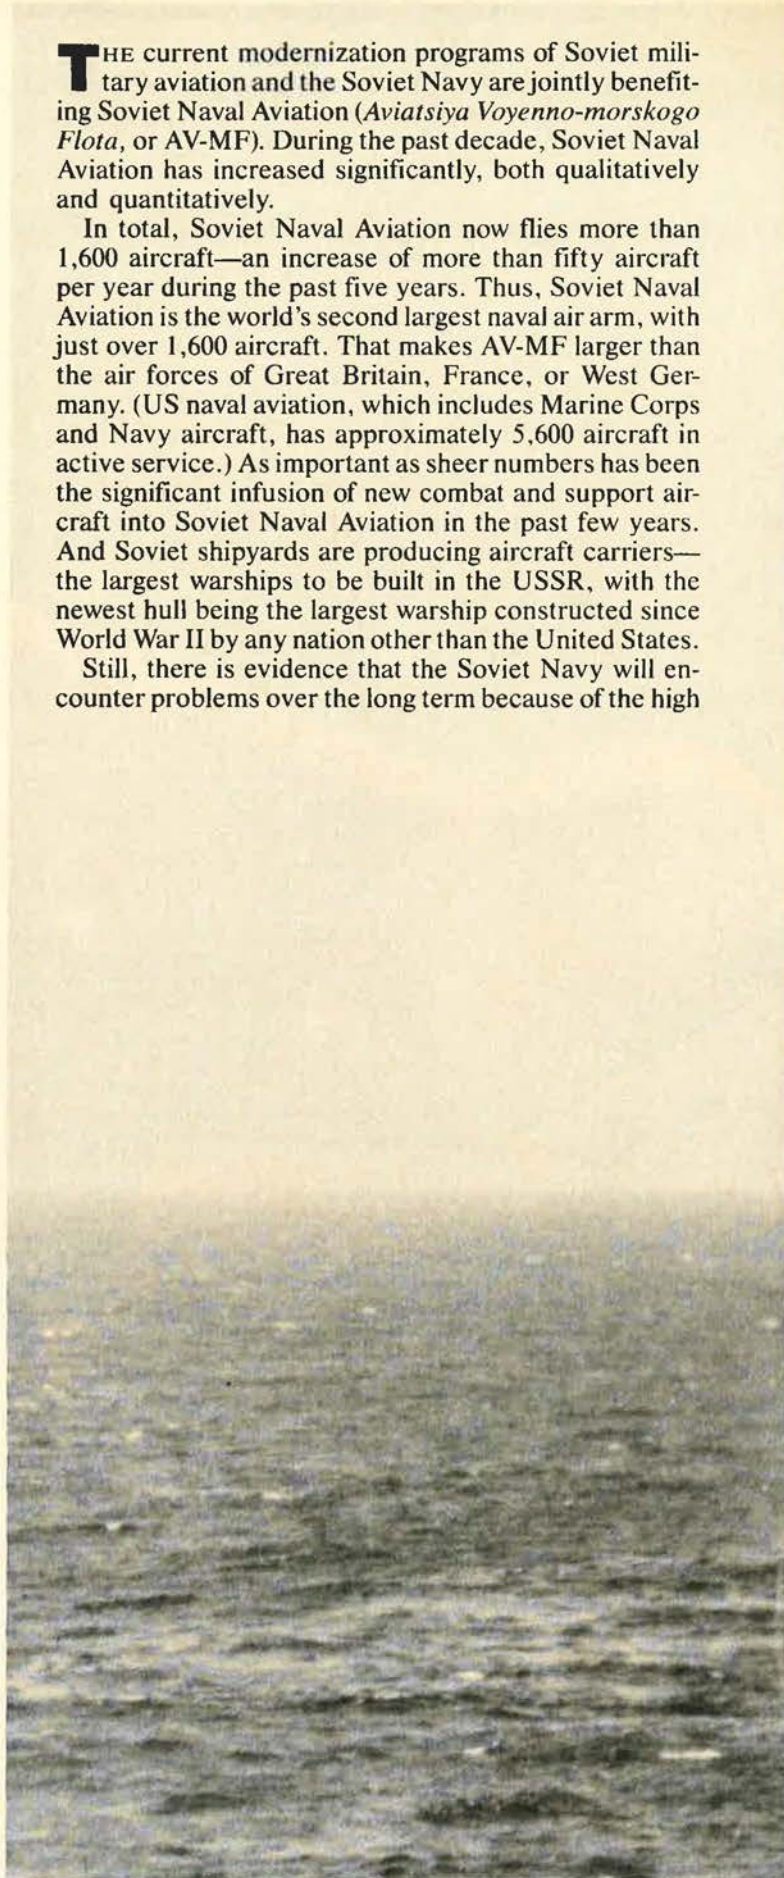 THE current modernization programs of Soviet mili-
tary aviation and the Soviet Navy are jointly benefit-
ing Soviet Naval Aviation (Aviatsiya Voyenno-morskogo
Flota, or AV-MF). During the past decade, Soviet Naval
Aviation has increased significantly, both qualitatively
and quantitatively.
In total, Soviet Naval Aviation now flies more than
1,600 aircraft—an increase of more than fifty aircraft
per year during the past five years. Thus, Soviet Naval
Aviation is the world's second largest naval air arm, with
just over 1,600 aircraft. That makes AV-MF larger than
the air forces of Great Britain, France, or West Ger-
many. (US naval aviation, which includes Marine Corps
and Navy aircraft, has approximately 5,600 aircraft in
active service.) As important as sheer numbers has been
the significant infusion of new combat and support air-
craft into Soviet Naval Aviation in the past few years.
And Soviet shipyards are producing aircraft carriers—
the largest warships to be built in the USSR, with the
newest hull being the largest warship constructed since
World War II by any nation other than the United States.
Still, there is evidence that the Soviet Navy will en-
counter problems over the long term because of the high